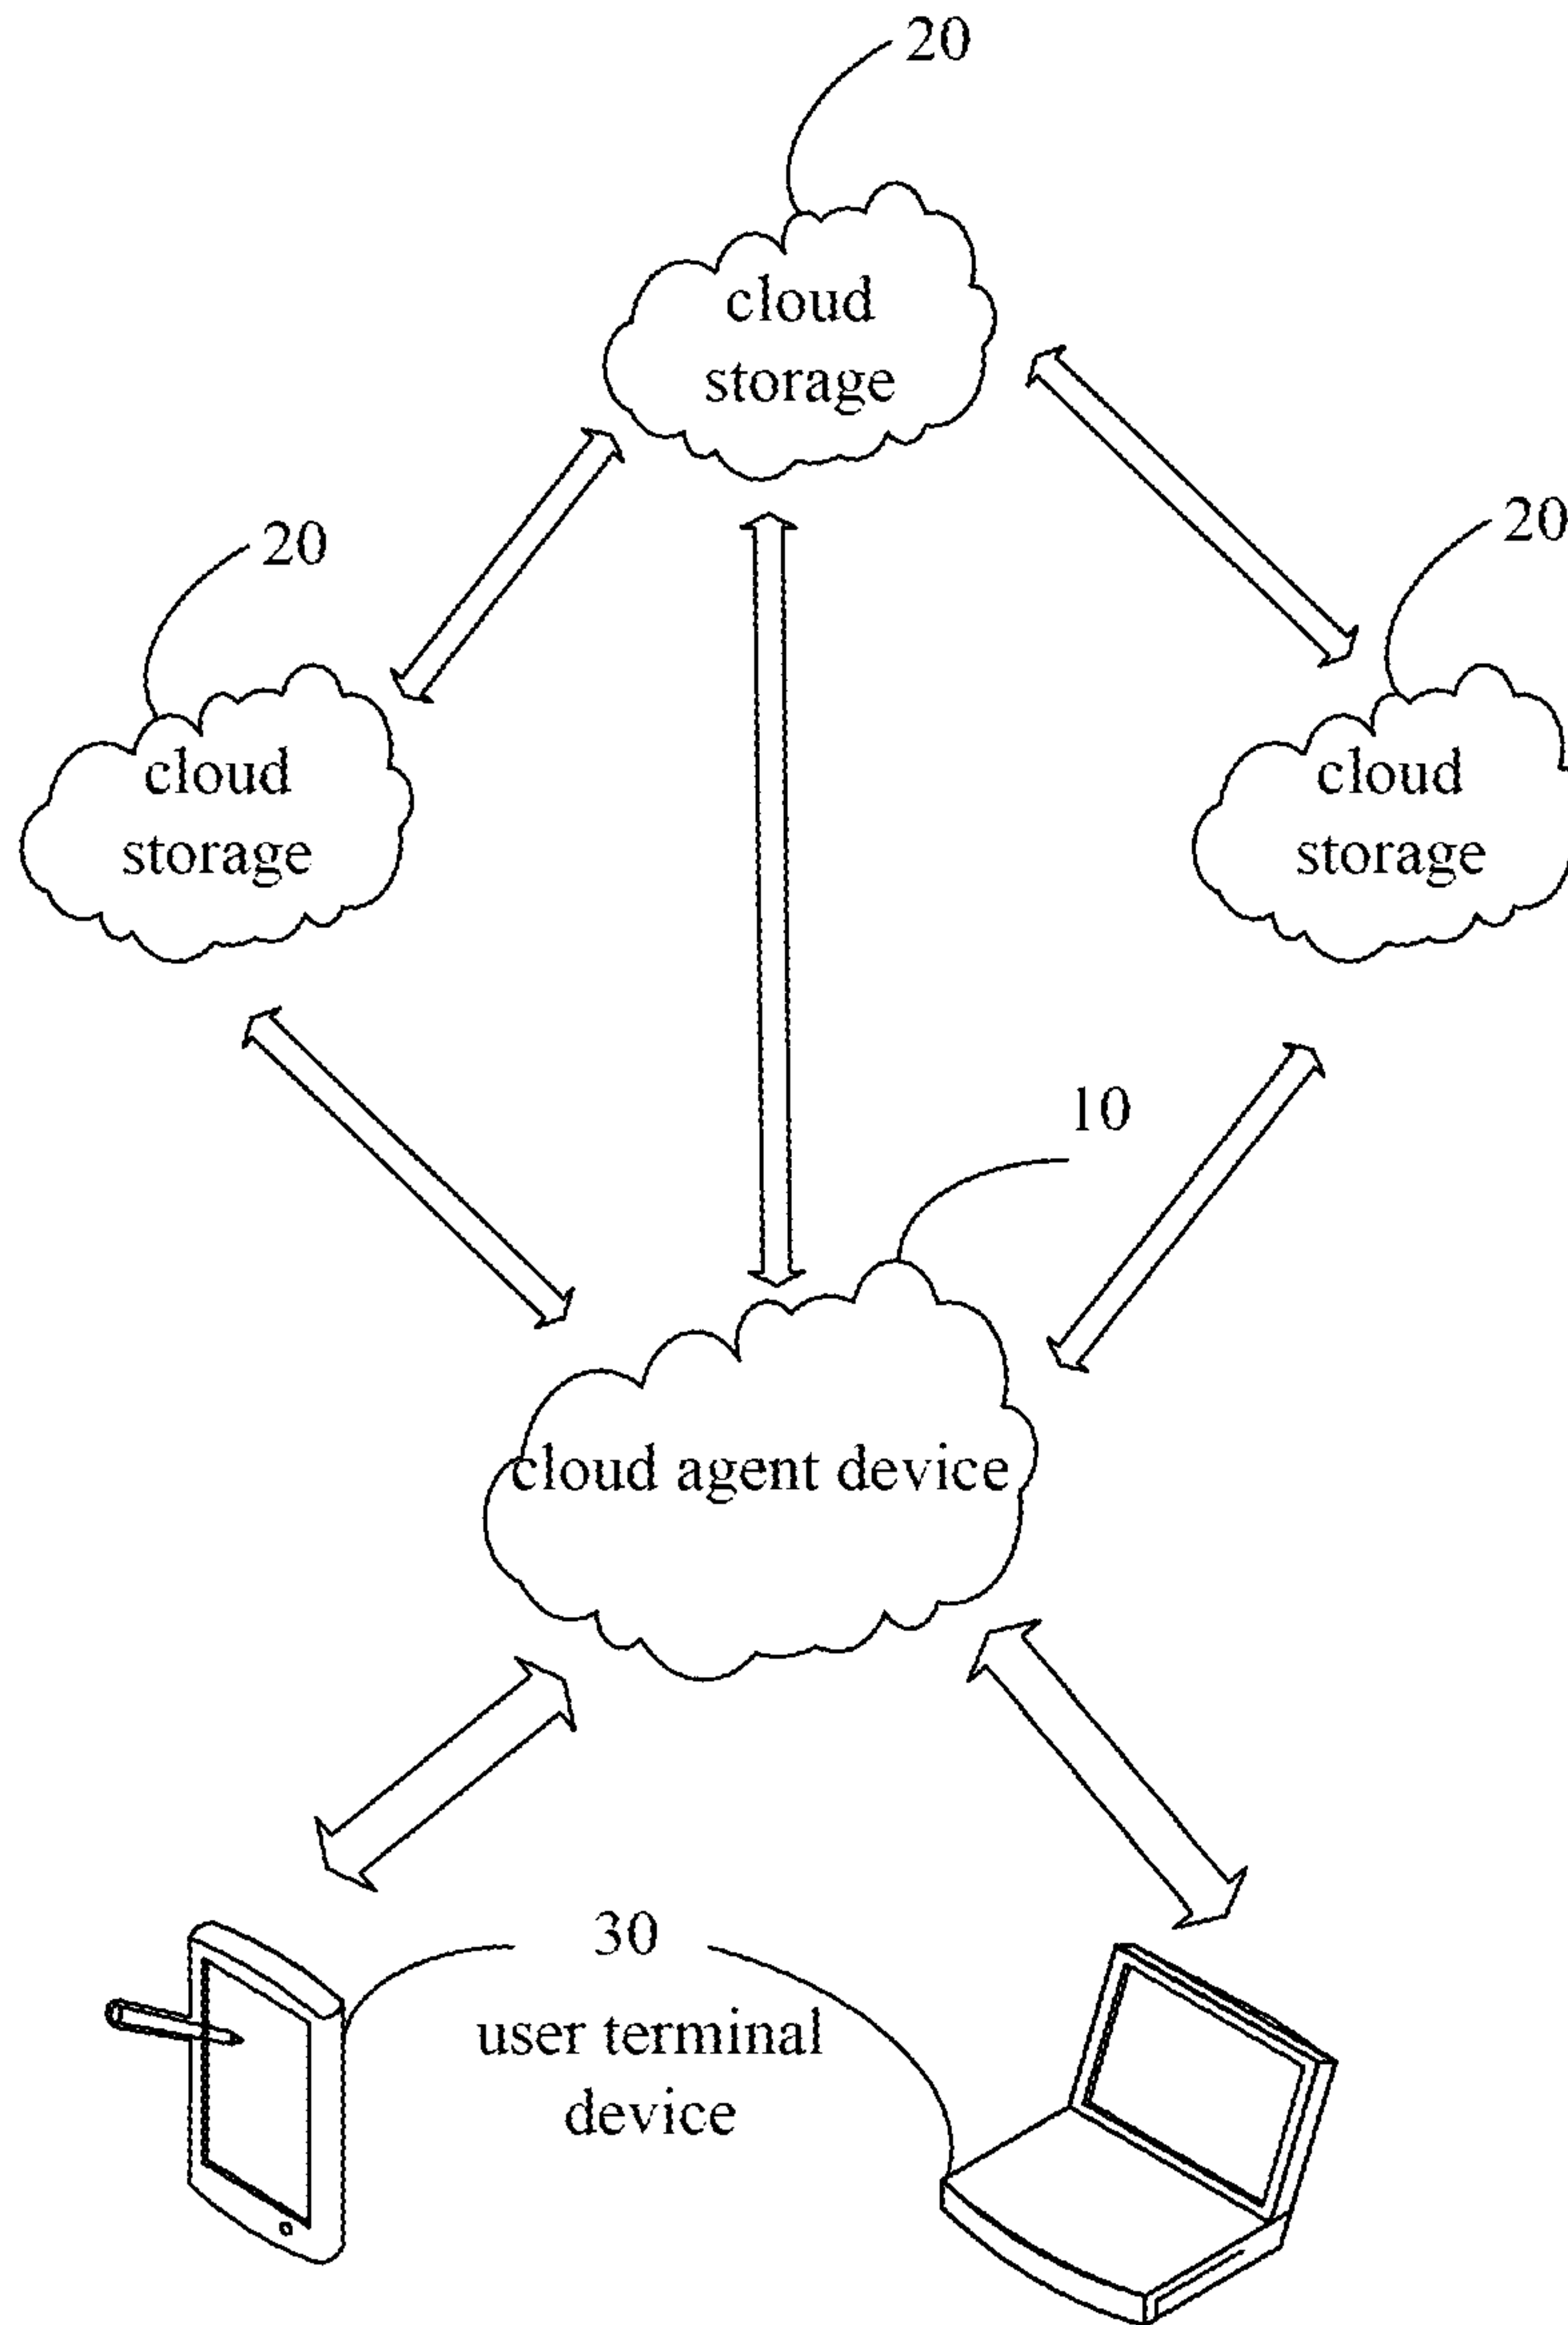 20
cloud
storage
20
20
cloud
storage
cloud
storage
10
cloud agent device
30
user terminal
device